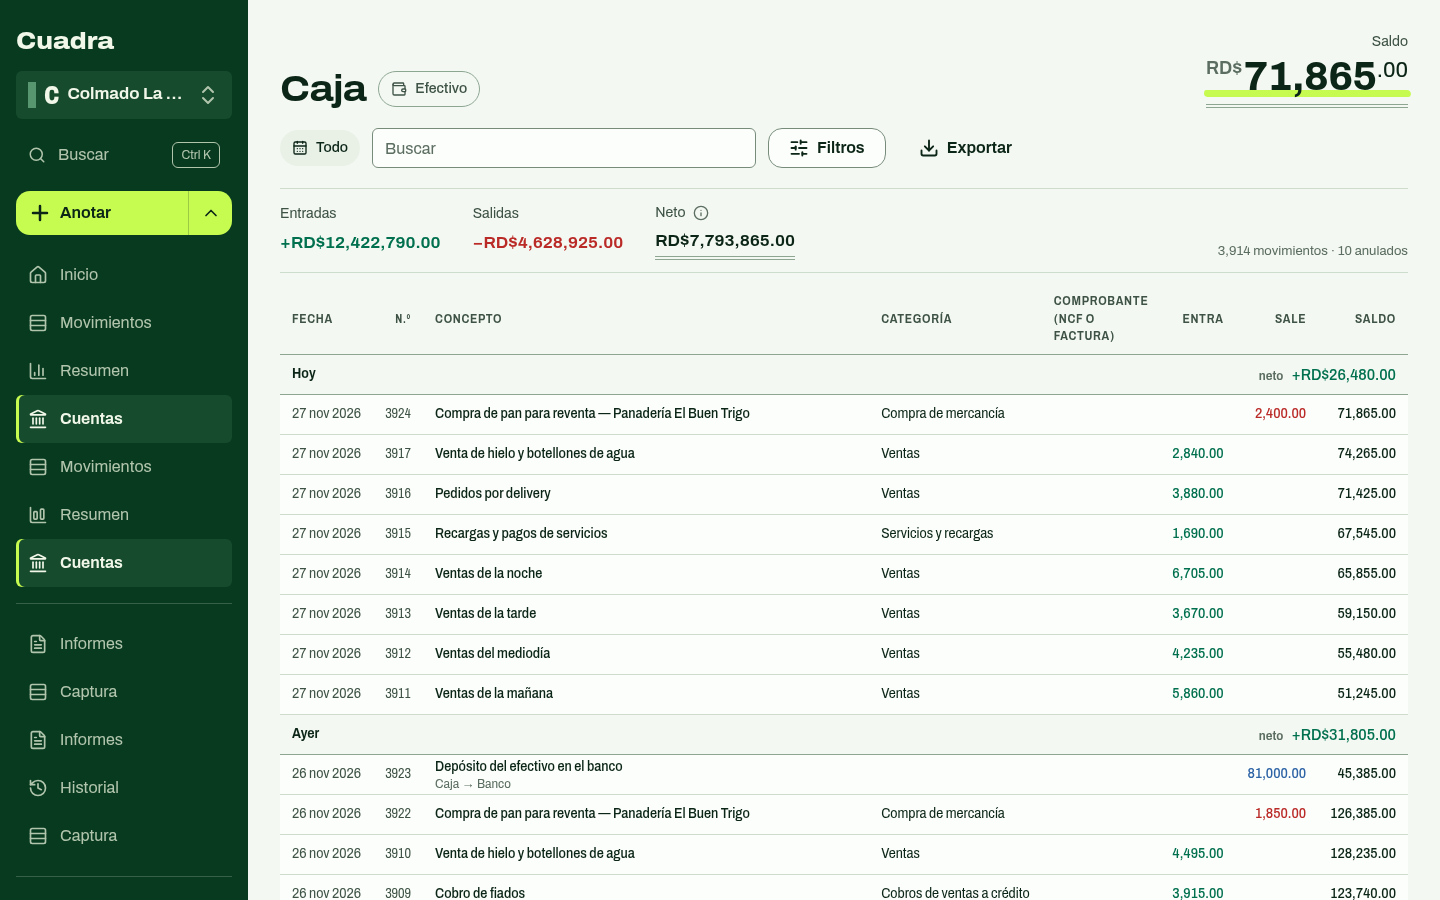 Cuadra
C Colmado La ...
Buscar Ctrl K
Anotar
Inicio
Movimientos
Resumen
Cuentas
Movimientos
Resumen
Cuentas
Informes
Captura
Informes
Historial
Captura
Saldo
Caja Efectivo RD$71,865.00
Todo Buscar Filtros Exportar
Entradas Salidas Neto
+RD$12,422,790.00 −RD$4,628,925.00 RD$7,793,865.00
3,914 movimientos · 10 anulados
FECHA N.º CONCEPTO CATEGORÍA COMPROBANTE (NCF O FACTURA) ENTRA SALE SALDO
Hoy neto +RD$26,480.00
27 nov 2026 3924 Compra de pan para reventa — Panadería El Buen Trigo Compra de mercancía 2,400.00 71,865.00
27 nov 2026 3917 Venta de hielo y botellones de agua Ventas 2,840.00 74,265.00
27 nov 2026 3916 Pedidos por delivery Ventas 3,880.00 71,425.00
27 nov 2026 3915 Recargas y pagos de servicios Servicios y recargas 1,690.00 67,545.00
27 nov 2026 3914 Ventas de la noche Ventas 6,705.00 65,855.00
27 nov 2026 3913 Ventas de la tarde Ventas 3,670.00 59,150.00
27 nov 2026 3912 Ventas del mediodía Ventas 4,235.00 55,480.00
27 nov 2026 3911 Ventas de la mañana Ventas 5,860.00 51,245.00
Ayer neto +RD$31,805.00
26 nov 2026 3923 Depósito del efectivo en el banco 81,000.00 45,385.00
Caja → Banco
26 nov 2026 3922 Compra de pan para reventa — Panadería El Buen Trigo Compra de mercancía 1,850.00 126,385.00
26 nov 2026 3910 Venta de hielo y botellones de agua Ventas 4,495.00 128,235.00
26 nov 2026 3909 Cobro de fiados Cobros de ventas a crédito 3,915.00 123,740.00